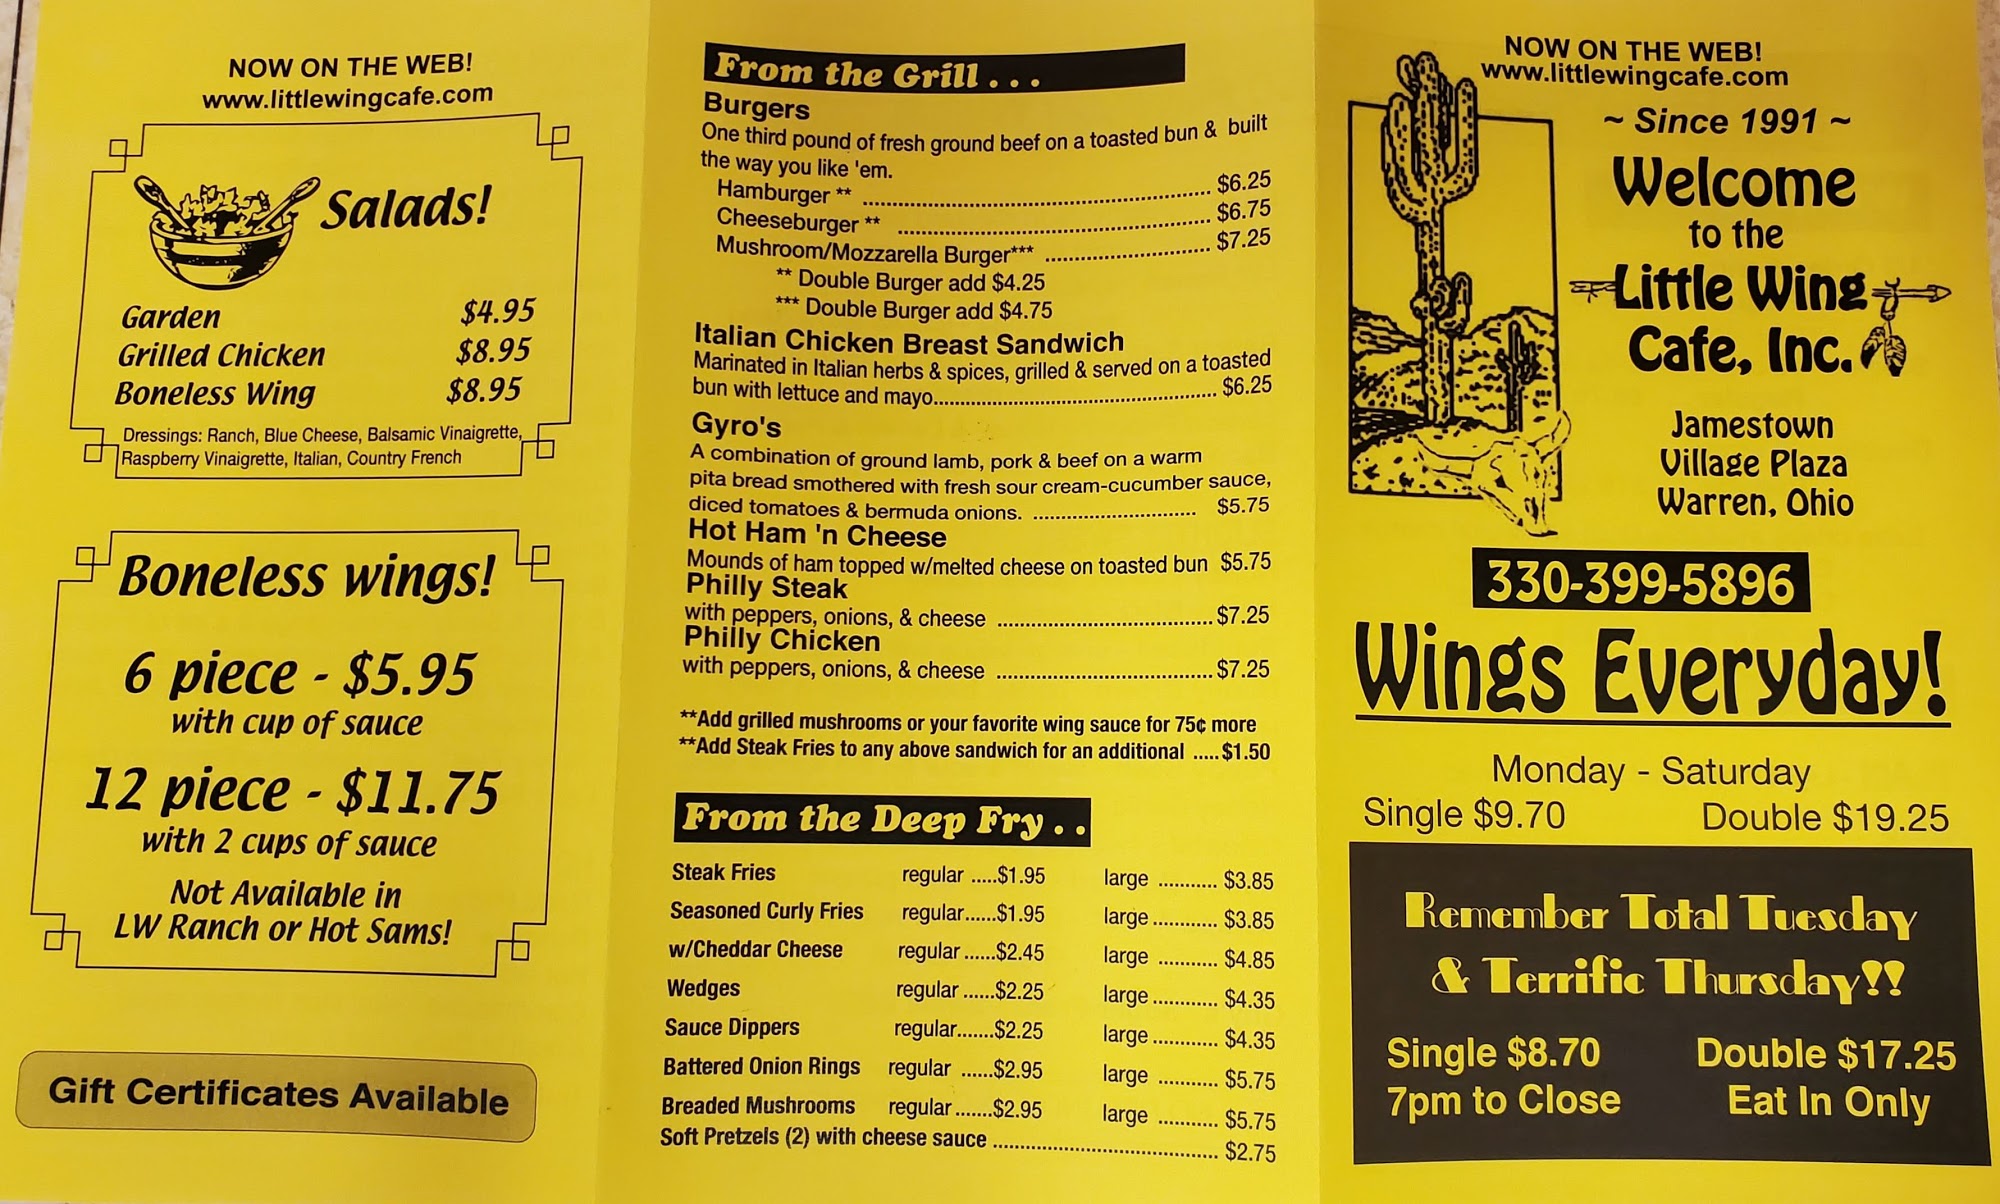 NOW ON THE WEB!
www.littlewingcafe.com
Salads!
Garden $4.95
Grilled Chicken $8.95
Boneless Wing $8.95
Dressings: Ranch, Blue Cheese, Balsamic Vinaigrette,
Raspberry Vinaigrette, Italian, Country French
Boneless wings!
6 piece - $5.95
with cup of sauce
12 piece - $11.75
with 2 cups of sauce
Not Available in
LW Ranch or Hot Sams!
Gift Certificates Available
From the Grill . . .
Burgers
One third pound of fresh ground beef on a toasted bun & built
the way you like 'em.
Hamburger ** $6.25
Cheeseburger ** $6.75
Mushroom/Mozzarella Burger*** $7.25
** Double Burger add $4.25
*** Double Burger add $4.75
Italian Chicken Breast Sandwich
Marinated in Italian herbs & spices, grilled & served on a toasted
bun with lettuce and mayo $6.25
Gyro's
A combination of ground lamb, pork & beef on a warm
pita bread smothered with fresh sour cream-cucumber sauce,
diced tomatoes & bermuda onions. $5.75
Hot Ham 'n Cheese
Mounds of ham topped w/melted cheese on toasted bun $5.75
Philly Steak
with peppers, onions, & cheese $7.25
Philly Chicken
with peppers, onions, & cheese $7.25
**Add grilled mushrooms or your favorite wing sauce for 75¢ more
**Add Steak Fries to any above sandwich for an additional .....$1.50
From the Deep Fry . .
Steak Fries regular .....$1.95 large ........... $3.85
Seasoned Curly Fries regular......$1.95 large ........... $3.85
w/Cheddar Cheese regular ......$2.45 large ........... $4.85
Wedges regular ......$2.25 large ........... $4.35
Sauce Dippers regular.......$2.25 large ........... $4.35
Battered Onion Rings regular ......$2.95 large ........... $5.75
Breaded Mushrooms regular.......$2.95 large ........... $5.75
Soft Pretzels (2) with cheese sauce $2.75
NOW ON THE WEB!
www.littlewingcafe.com
~ Since 1991 ~
Welcome
to the
Little Wing
Cafe, Inc.
Jamestown
Village Plaza
Warren, Ohio
330-399-5896
Wings Everyday!
Monday - Saturday
Single $9.70 Double $19.25
Remember Total Tuesday
& Terrific Thursday!!
Single $8.70 Double $17.25
7pm to Close Eat In Only